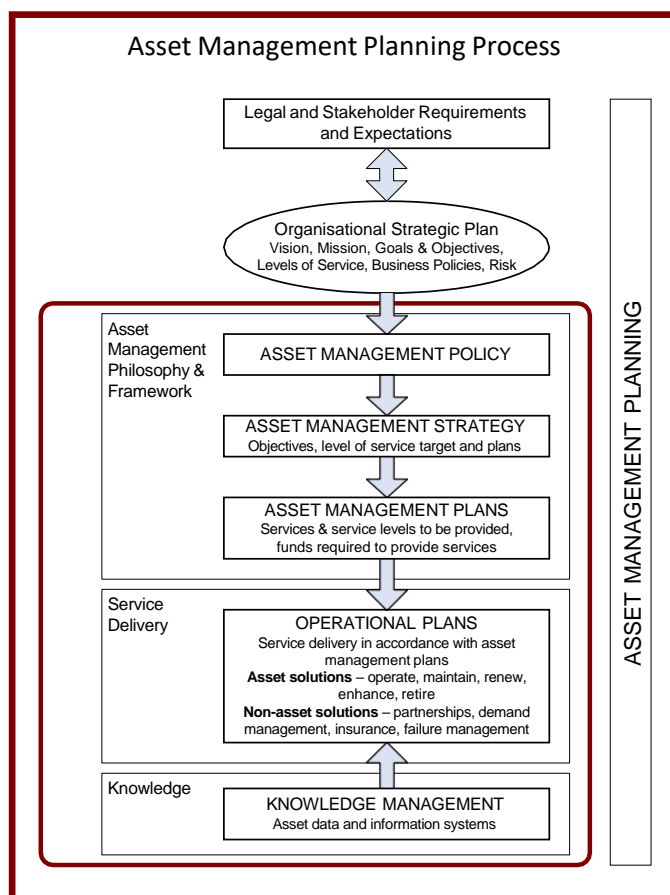 Asset Management Planning Process
Legal and Stakeholder Requirements
and Expectations
Organisational Strategic Plan
Vision, Mission, Goals & Objectives,
Levels of Service, Business Policies, Risk
Asset
Management
Philosophy &
Framework
ASSET MANAGEMENT POLICY
ASSET MANAGEMENT STRATEGY
Objectives, level of service target and plans
ASSET MANAGEMENT PLANS
Services & service levels to be provided,
funds required to provide services
Service
Delivery
OPERATIONAL PLANS
Service delivery in accordance with asset
management plans
Asset solutions – operate, maintain, renew,
enhance, retire
Non-asset solutions – partnerships, demand
management, insurance, failure management
Knowledge
KNOWLEDGE MANAGEMENT
Asset data and information systems
ASSET MANAGEMENT PLANNING